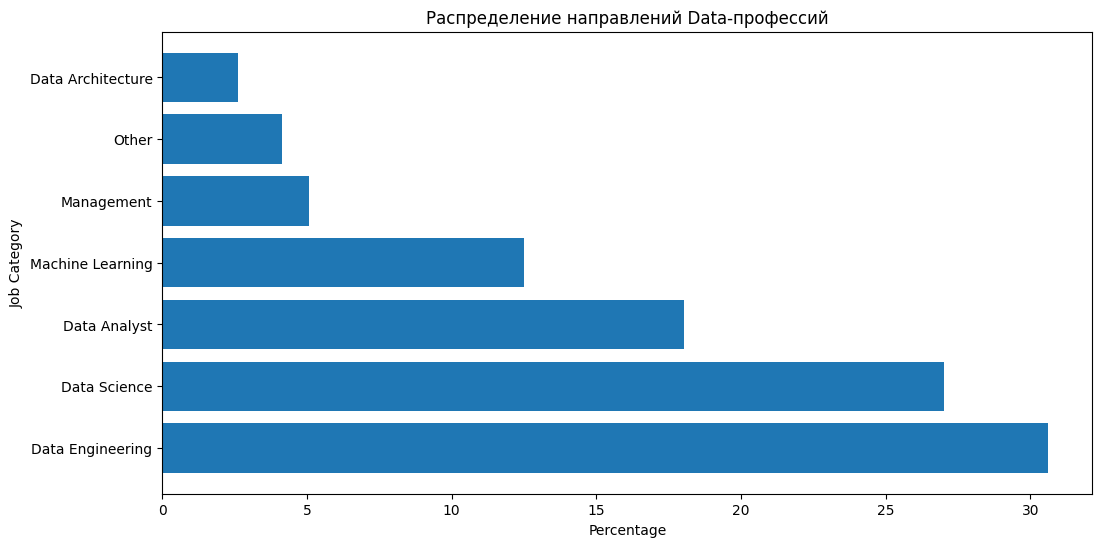 Распределение направлений Data-профессий
Job Category
Data Architecture
Other
Management
Machine Learning
Data Analyst
Data Science
Data Engineering
0 5 10 15 20 25 30
Percentage